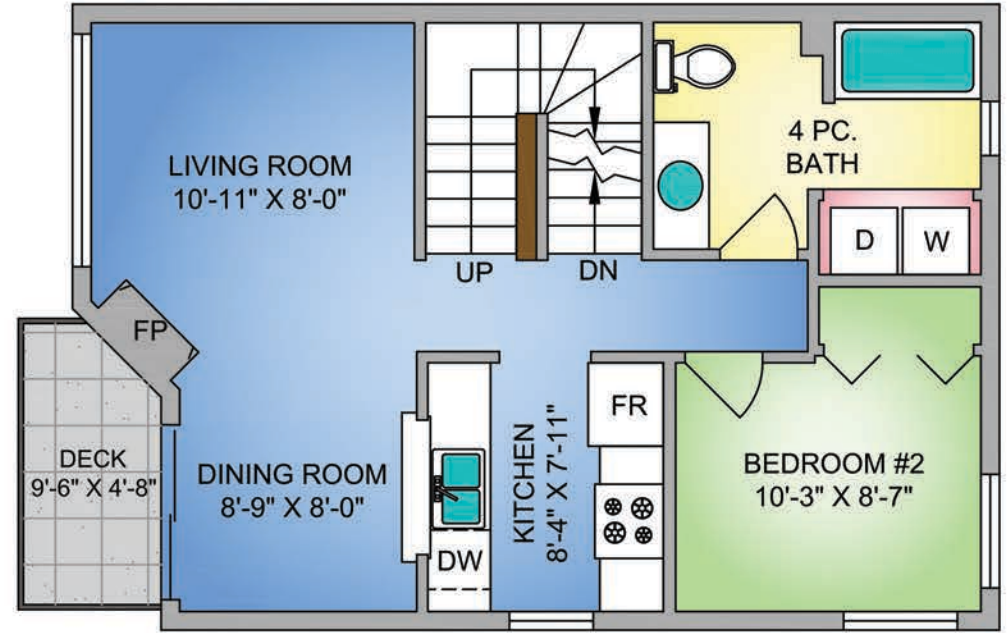 LIVING ROOM
10'-11" X 8'-0"
4 PC.
BATH
D
W
UP
DN
FP
FR
DECK
9'-6" X 4'-8"
DINING ROOM
8'-9" X 8'-0"
KITCHEN
8'-4" X 7'-11"
DW
BEDROOM #2
10'-3" X 8'-7"